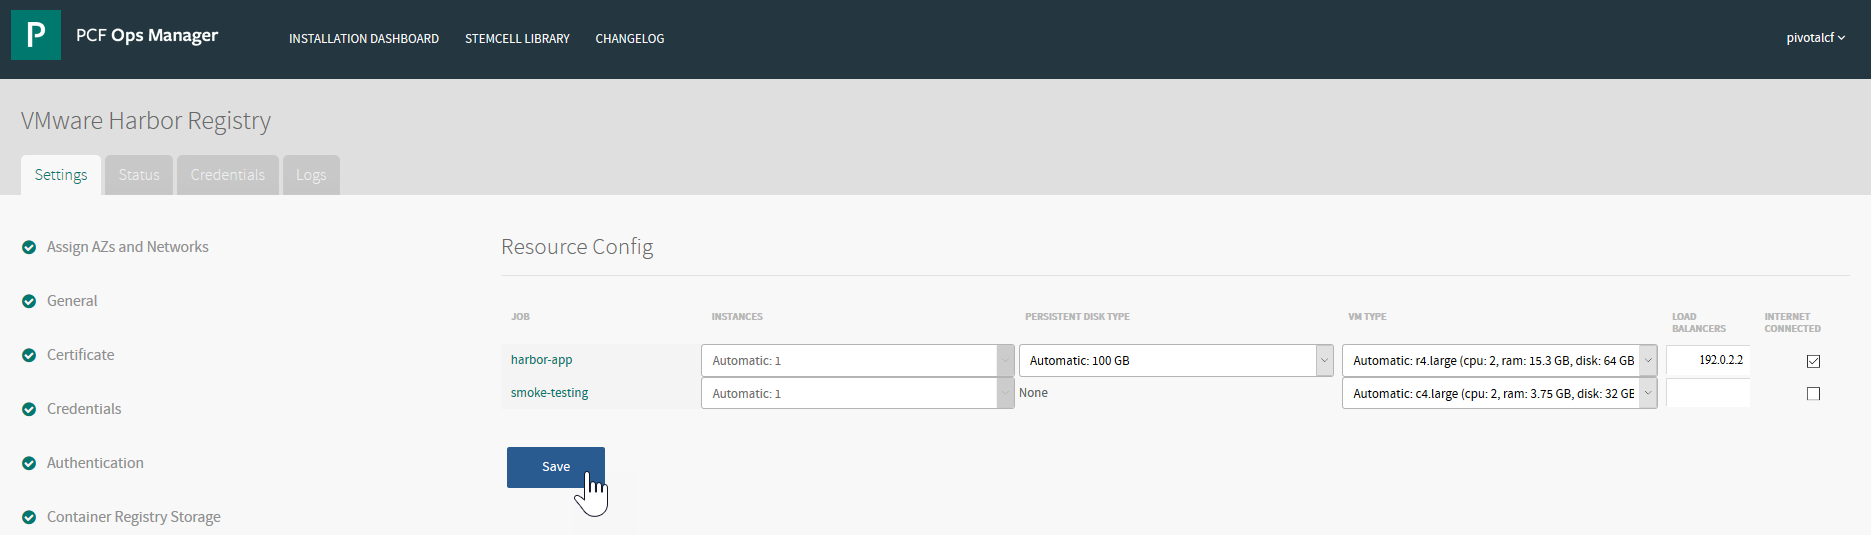 P PCF Ops Manager INSTALLATION DASHBOARD STEMCELL LIBRARY CHANGELOG pivotalcf
VMware Harbor Registry
Settings Status Credentials Logs
Assign AZs and Networks
General
Certificate
Credentials
Authentication
Container Registry Storage
Resource Config
JOB INSTANCES PERSISTENT DISK TYPE VM TYPE LOAD BALANCERS INTERNET CONNECTED
harbor-app Automatic: 1 Automatic: 100 GB Automatic: r4.large (cpu: 2, ram: 15.3 GB, disk: 64 GB 192.0.2.2
smoke-testing Automatic: 1 None Automatic: c4.large (cpu: 2, ram: 3.75 GB, disk: 32 GB
Save